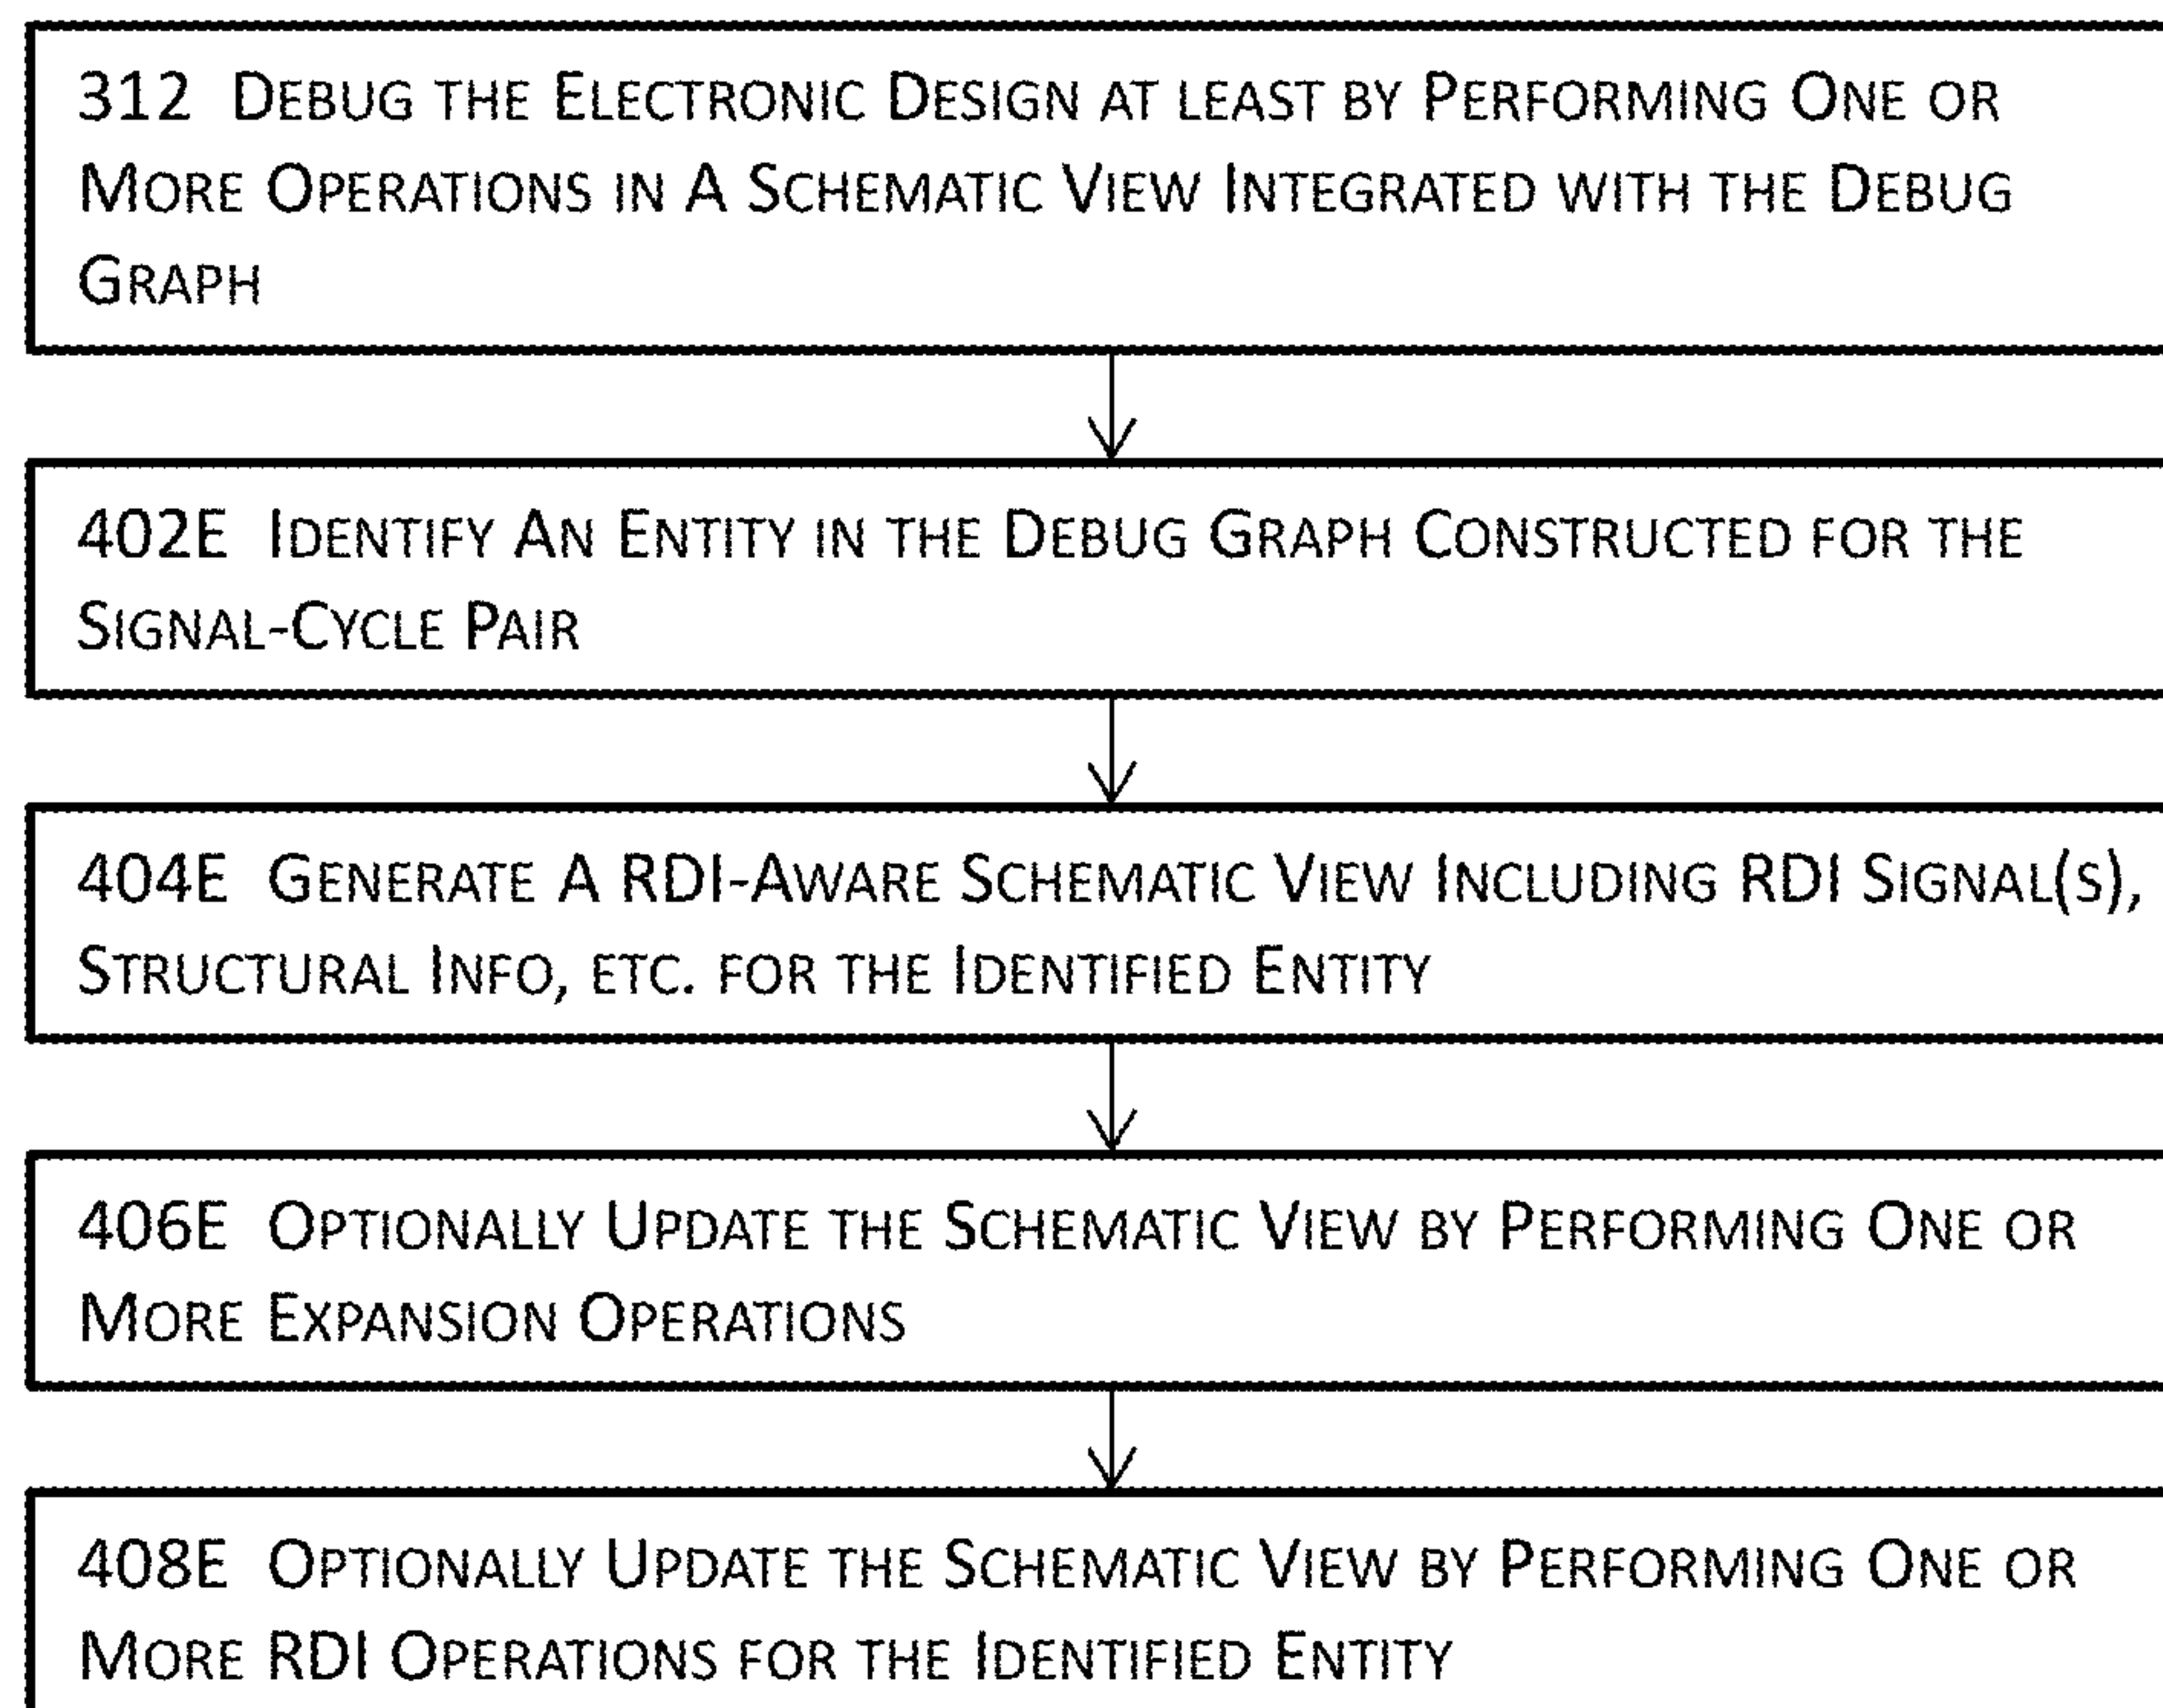 312 Debug the Electronic Design at least by Performing One or
More Operations in A Schematic View Integrated with the Debug
Graph
402E Identify An Entity in the Debug Graph Constructed for the
Signal-Cycle Pair
404E Generate A RDI-Aware Schematic View Including RDI Signal(s),
Structural Info, etc. for the Identified Entity
406E Optionally Update the Schematic View by Performing One or
More Expansion Operations
408E Optionally Update the Schematic View by Performing One or
More RDI Operations for the Identified Entity